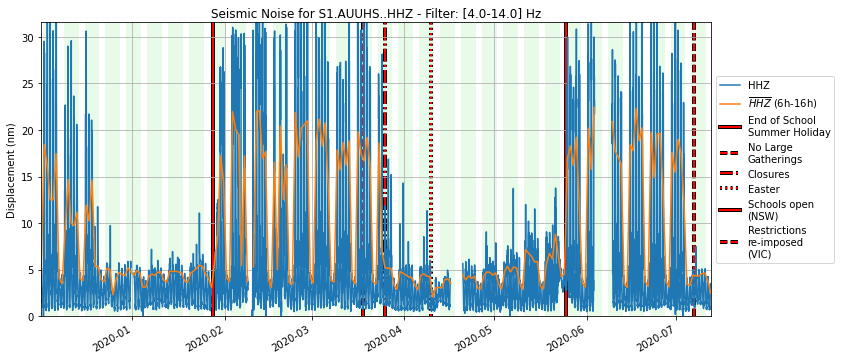 Seismic Noise for S1.AUUHS..HHZ - Filter: [4.0-14.0] Hz
Displacement (nm)
30
25
20
15
10
5
0
2020-01
2020-02
2020-03
2020-04
2020-05
2020-06
2020-07
HHZ
HHZ (6h-16h)
End of School
Summer Holiday
No Large
Gatherings
Closures
Easter
Schools open
(NSW)
Restrictions
re-imposed
(VIC)